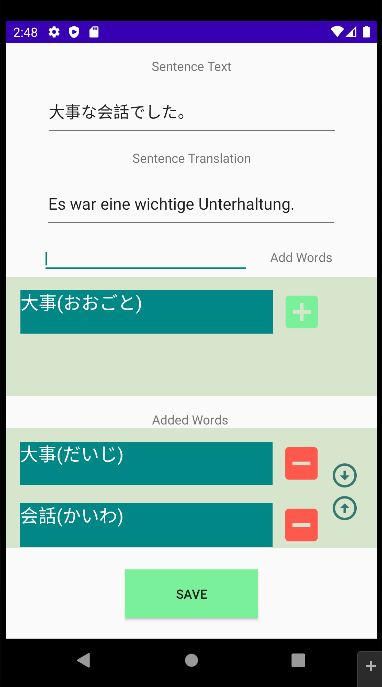 2:48
Sentence Text
大事な会話でした。
Sentence Translation
Es war eine wichtige Unterhaltung.
Add Words
大事(おおごと)
Added Words
大事(だいじ)
会話(かいわ)
SAVE